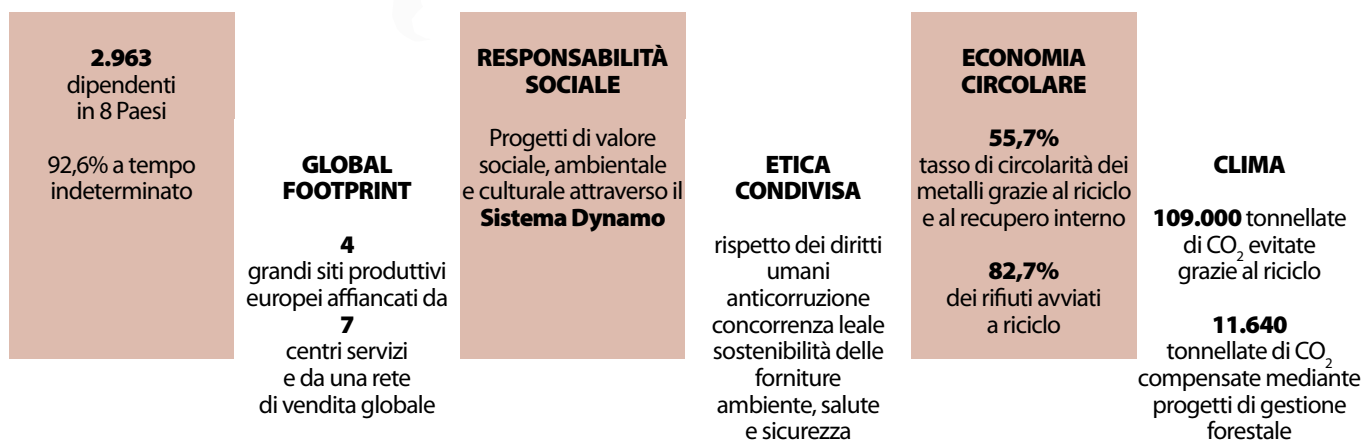 2.963
dipendenti
in 8 Paesi
92,6% a tempo
indeterminato
GLOBAL
FOOTPRINT
4
grandi siti produttivi
europei affiancati da
7
centri servizi
e da una rete
di vendita globale
RESPONSABILITÀ
SOCIALE
Progetti di valore
sociale, ambientale
e culturale attraverso il
Sistema Dynamo
ETICA
CONDIVISA
rispetto dei diritti
umani
anticorruzione
concorrenza leale
sostenibilità delle
forniture
ambiente, salute
e sicurezza
ECONOMIA
CIRCOLARE
55,7%
tasso di circolarità dei
metalli grazie al riciclo
e al recupero interno
82,7%
dei rifiuti avviati
a riciclo
CLIMA
109.000 tonnellate
di CO₂ evitate
grazie al riciclo
11.640
tonnellate di CO₂
compensate mediante
progetti di gestione
forestale